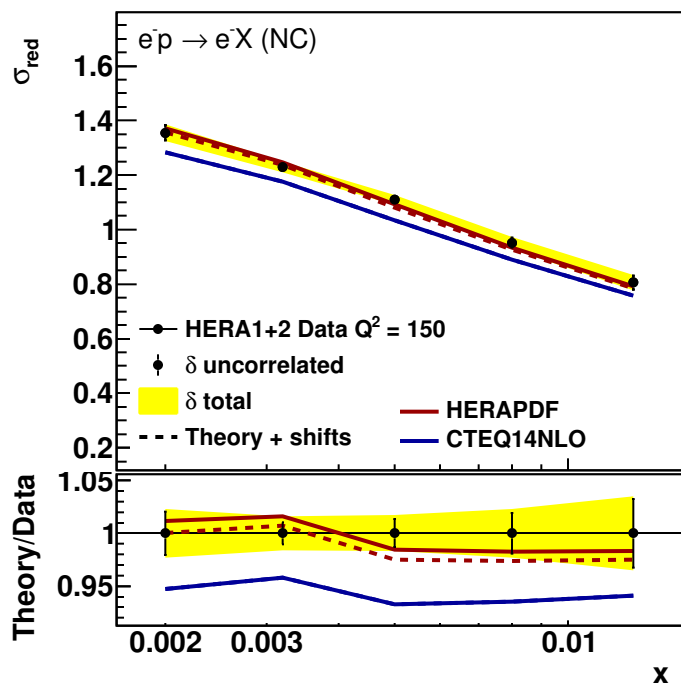 e⁻p → e⁻X (NC)
σ_red
1.6
1.4
1.2
1
0.8
0.6
0.4
0.2
HERA1+2 Data Q² = 150
δ uncorrelated
δ total
Theory + shifts
HERAPDF
CTEQ14NLO
Theory/Data
1.05
1
0.95
0.002
0.003
0.01
x